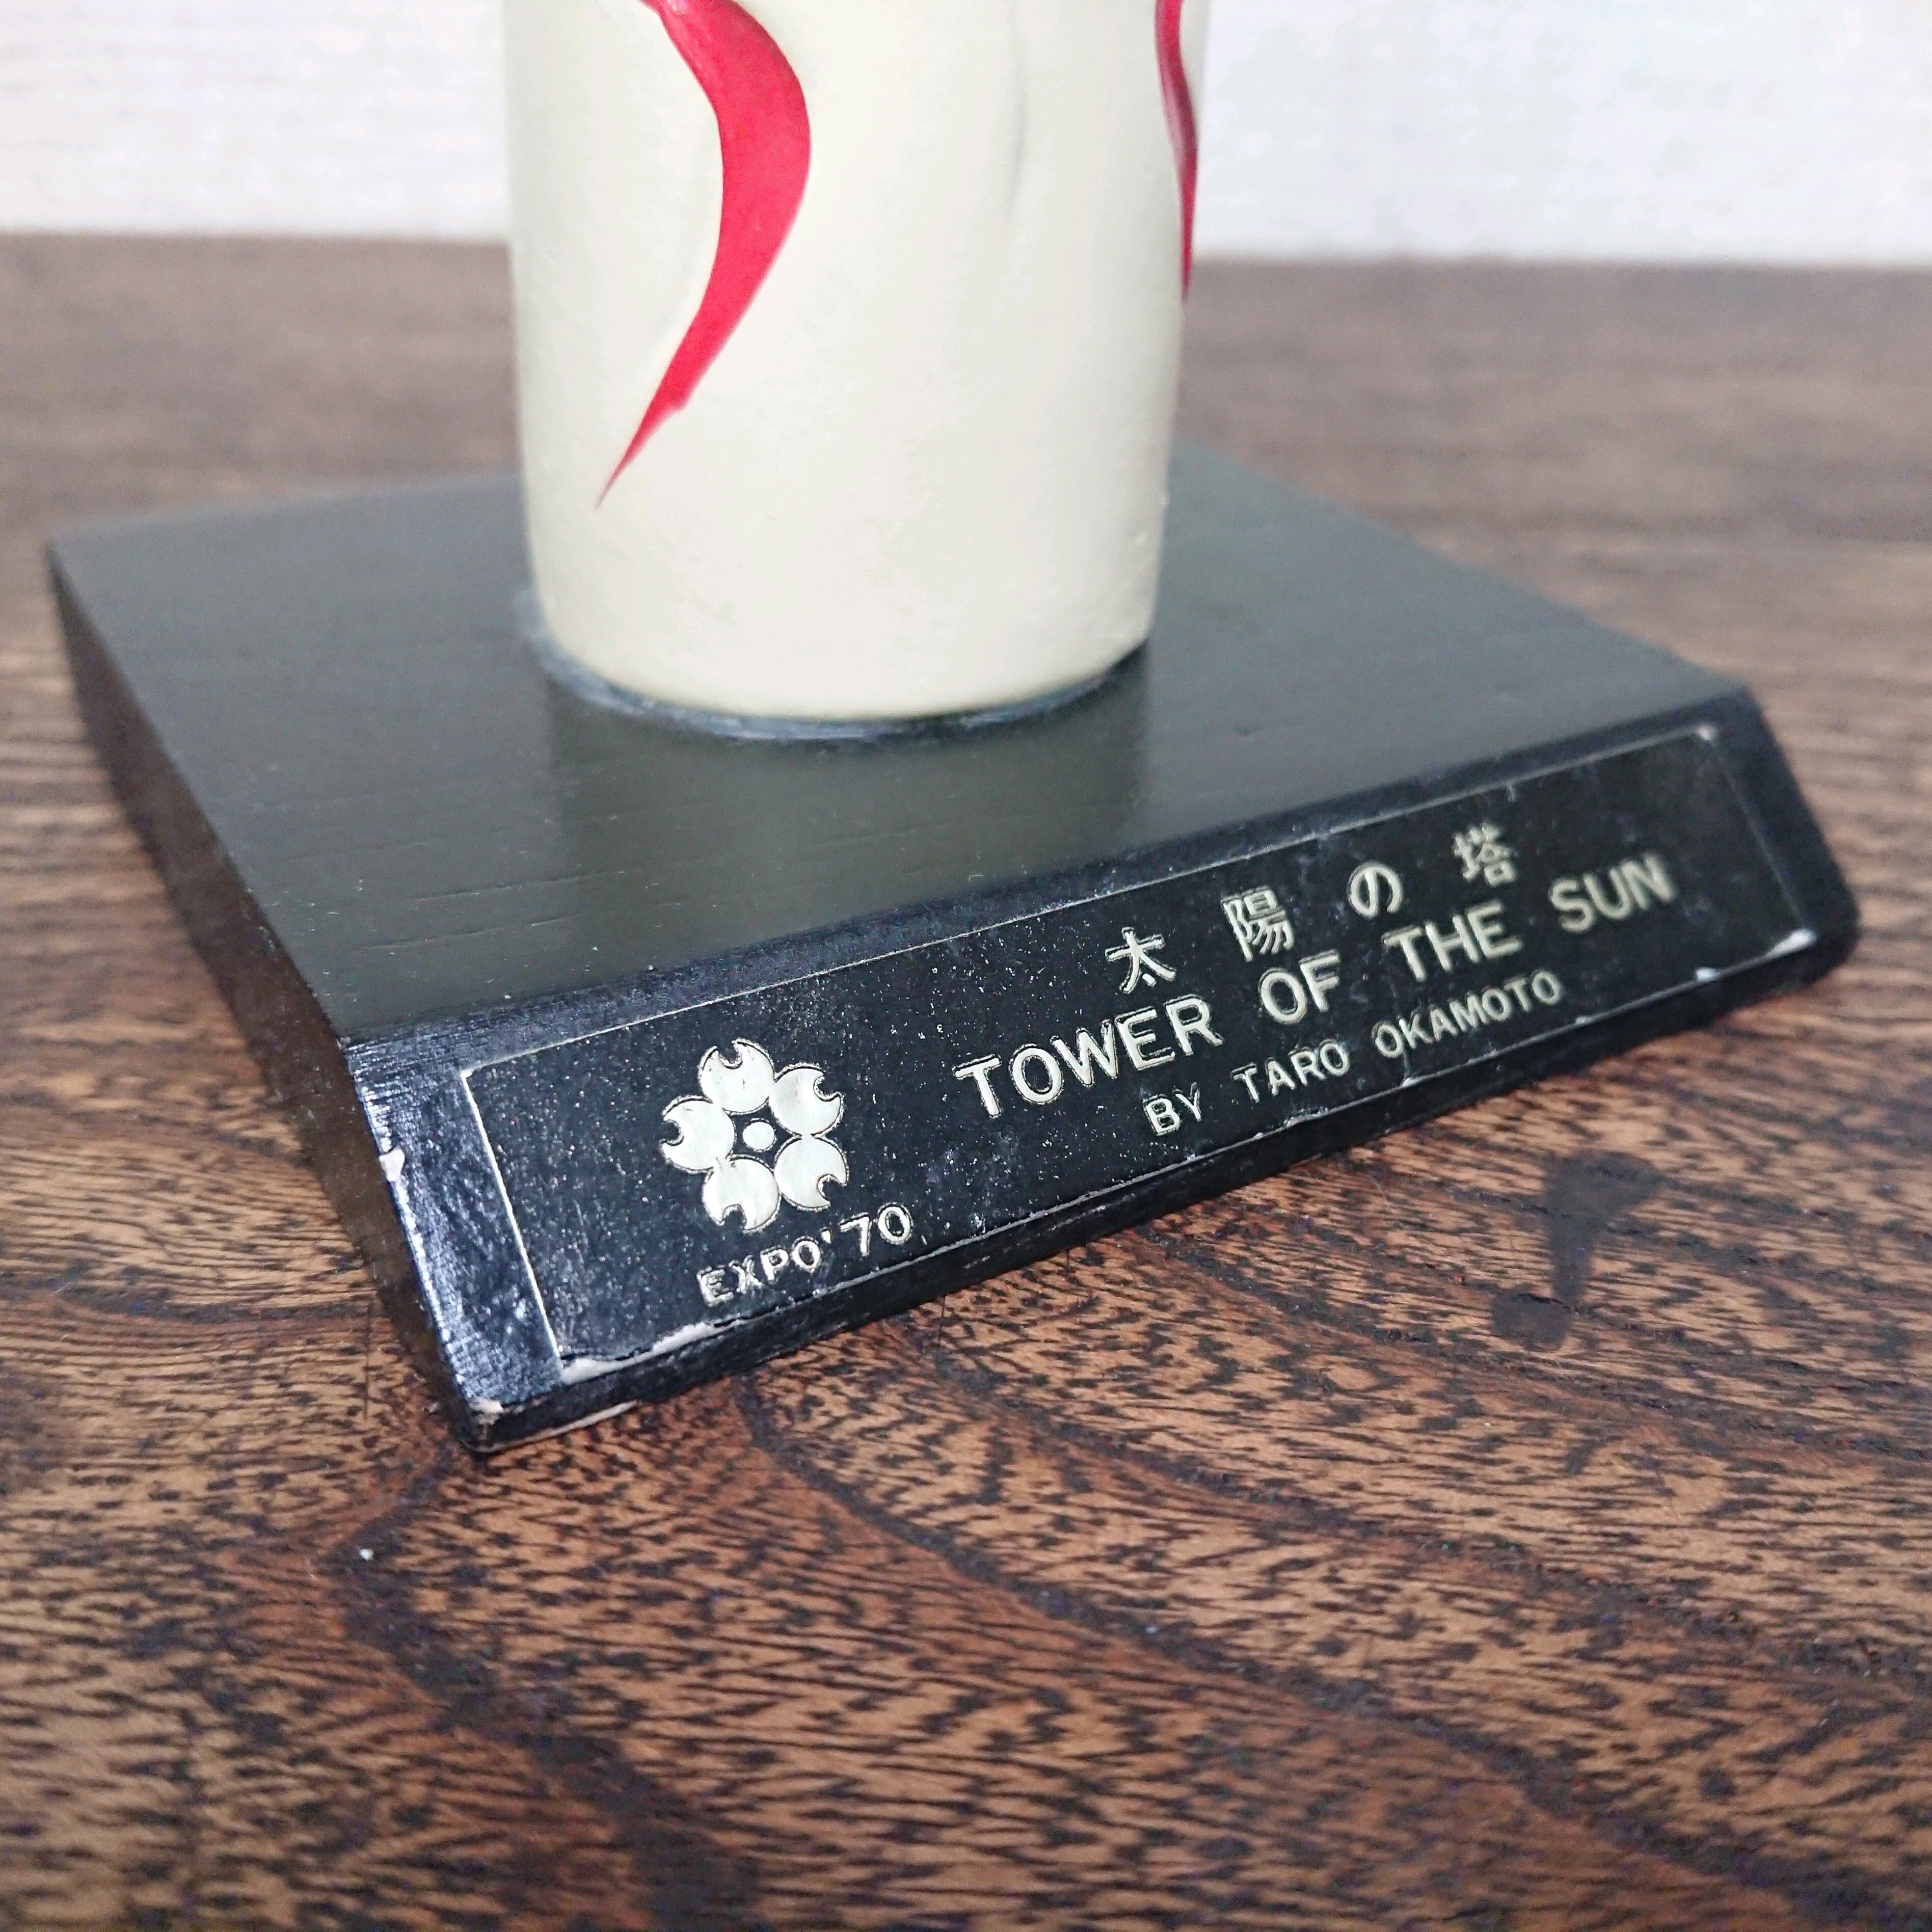 太陽の塔
TOWER OF THE SUN
BY TARO OKAMOTO
EXPO'70